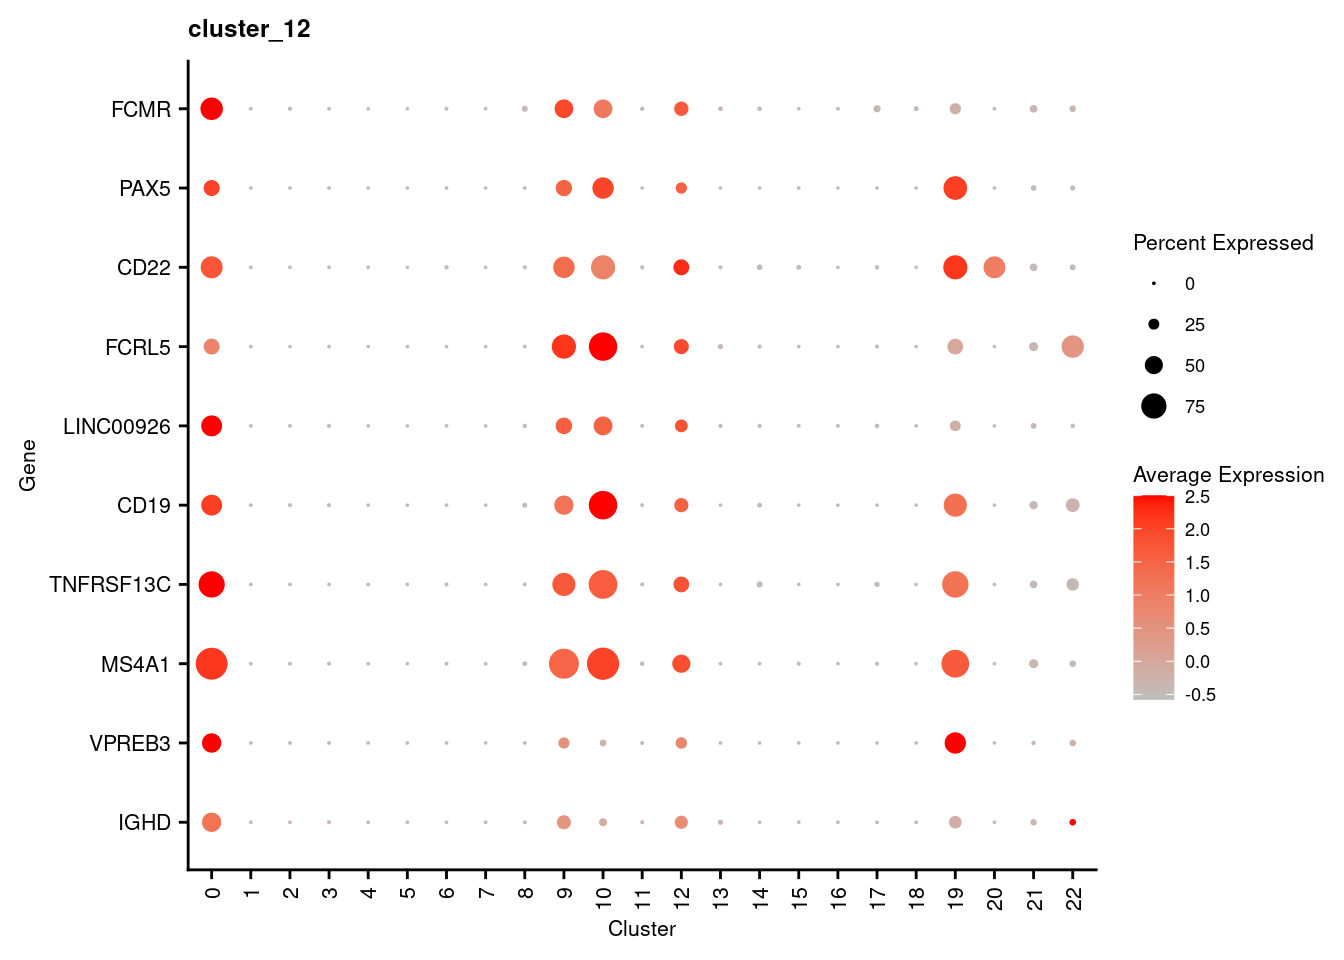 cluster_12
FCMR
PAX5
CD22
FCRL5
LINC00926
CD19
TNFRSF13C
MS4A1
VPREB3
IGHD
Gene
0 1 2 3 4 5 6 7 8 9 10 11 12 13 14 15 16 17 18 19 20 21 22
Cluster
Percent Expressed
0
25
50
75
Average Expression
2.5
2.0
1.5
1.0
0.5
0.0
-0.5